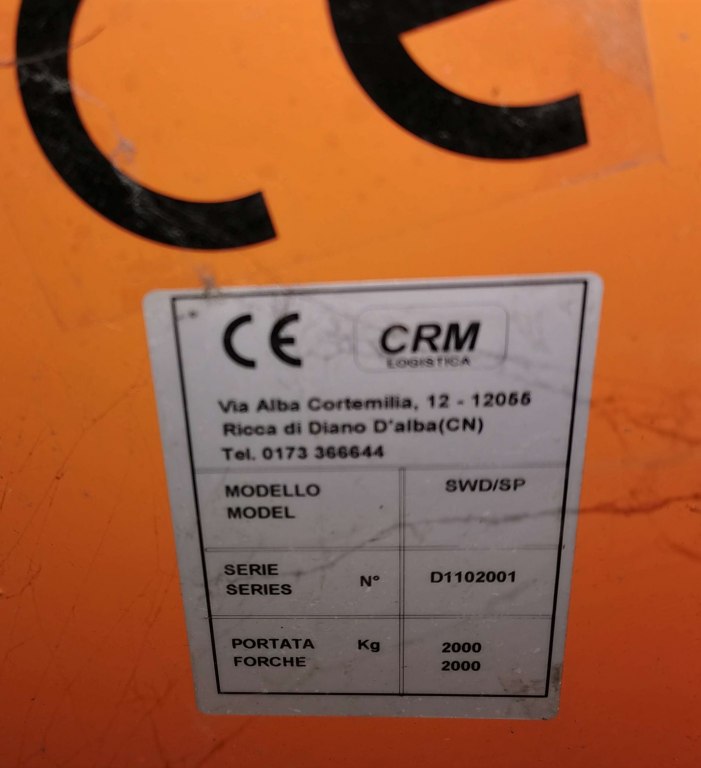 CE
CE CRM
LOGISTICA
Via Alba Cortemilia, 12 - 12055
Ricca di Diano D'alba(CN)
Tel. 0173 366644
MODELLO SWD/SP
MODEL
SERIE
SERIES N° D1102001
PORTATA Kg 2000
FORCHE 2000